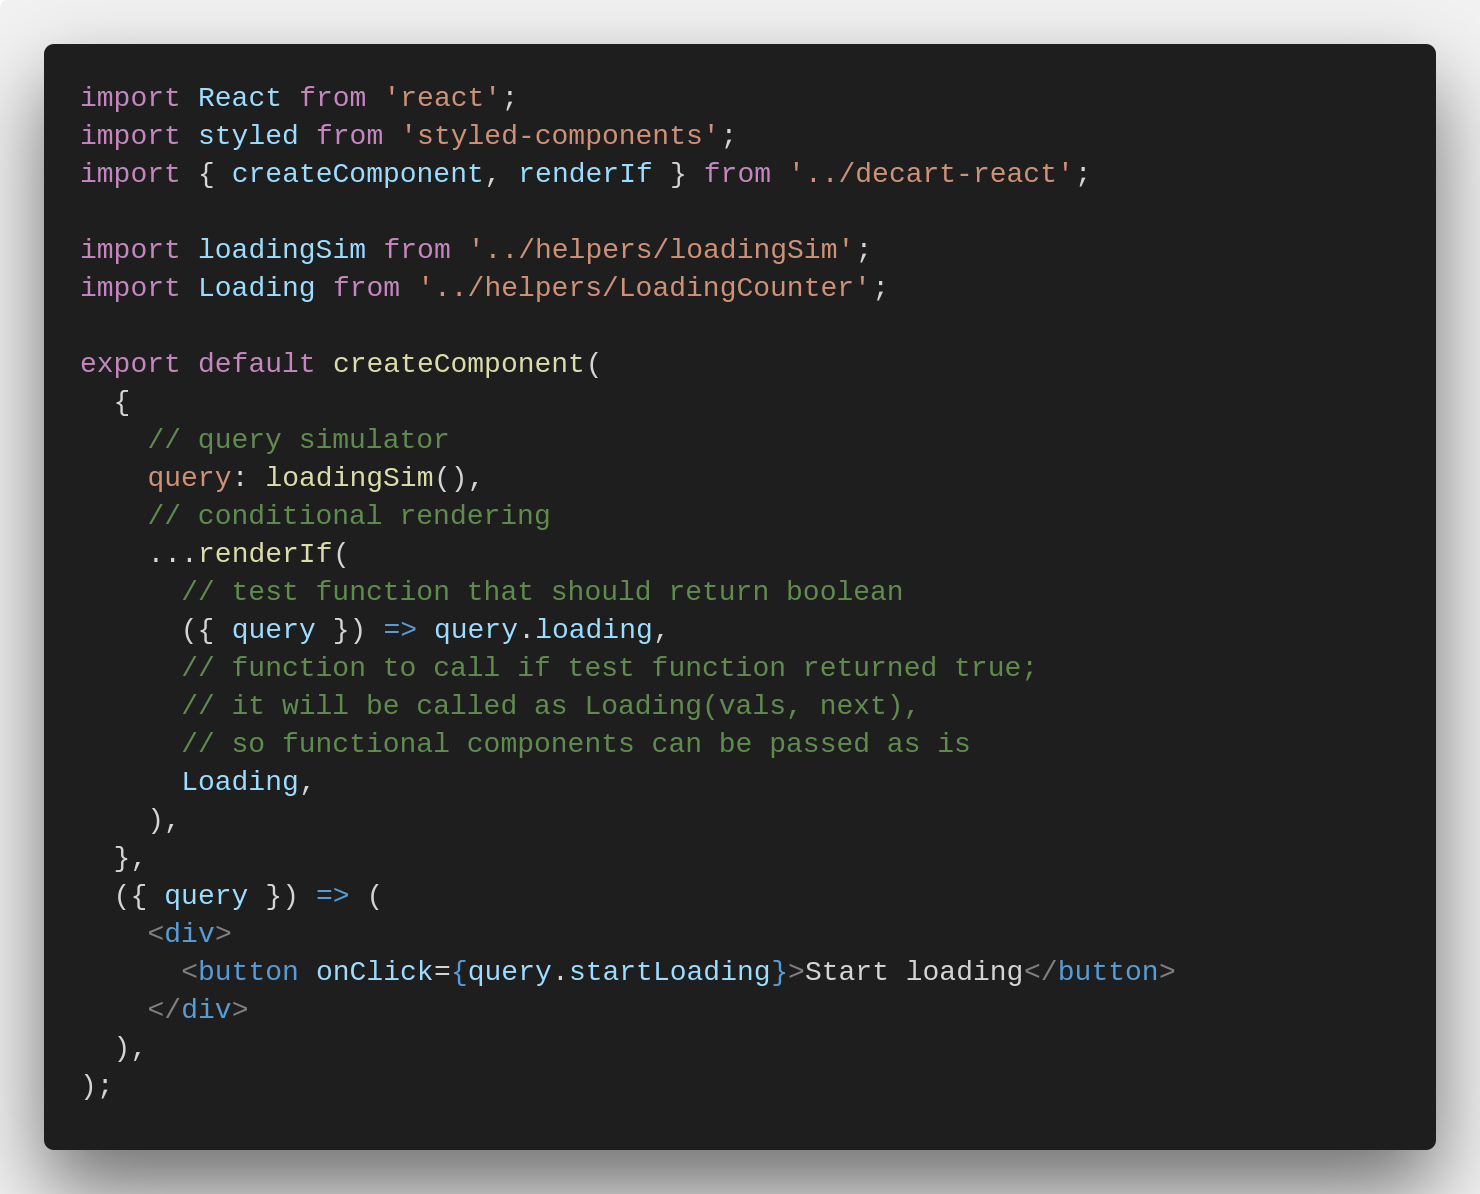 import React from 'react';
import styled from 'styled-components';
import { createComponent, renderIf } from '../decart-react';

import loadingSim from '../helpers/loadingSim';
import Loading from '../helpers/LoadingCounter';

export default createComponent(
  {
    // query simulator
    query: loadingSim(),
    // conditional rendering
    ...renderIf(
      // test function that should return boolean
      ({ query }) => query.loading,
      // function to call if test function returned true;
      // it will be called as Loading(vals, next),
      // so functional components can be passed as is
      Loading,
    ),
  },
  ({ query }) => (
    <div>
      <button onClick={query.startLoading}>Start loading</button>
    </div>
  ),
);